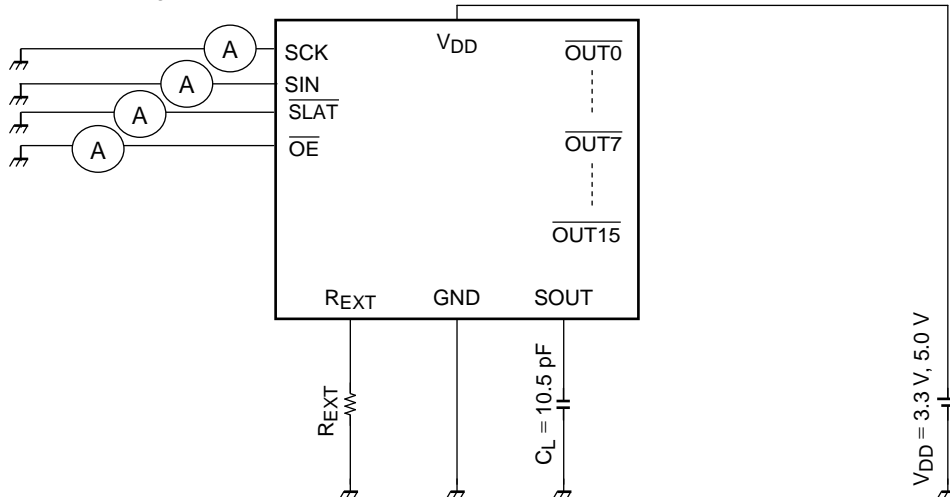 A
SCK
A
SIN
A
SLAT
A
OE
VDD
OUT0
OUT7
OUT15
REXT
GND
SOUT
REXT
CL = 10.5 pF
VDD = 3.3 V, 5.0 V